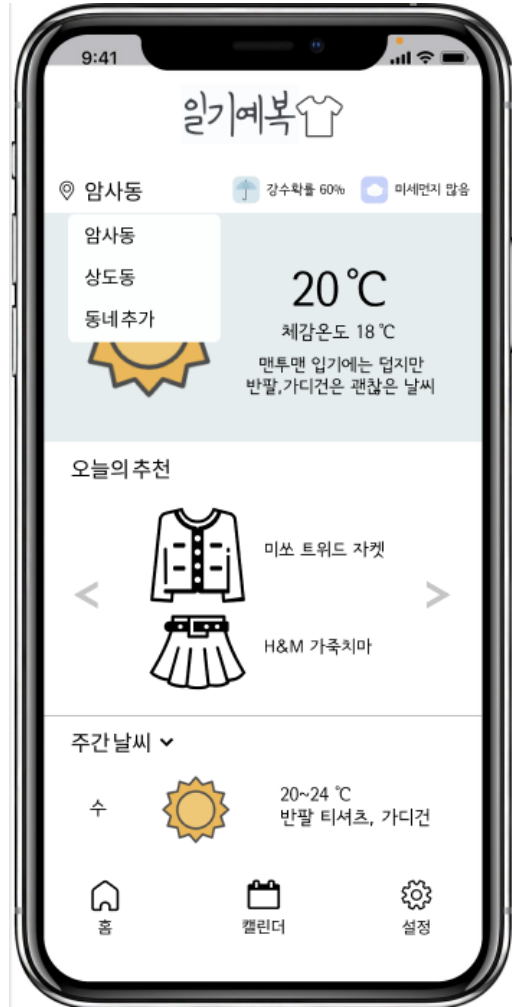 9:41
일기예복
암사동
강수확률 60%
미세먼지 많음
암사동
상도동
동네 추가
20℃
체감온도 18℃
맨투맨 입기에는 덥지만
반팔,가디건은 괜찮은 날씨
오늘의 추천
미쏘 트위드 자켓
<
>
H&M 가죽치마
주간 날씨
수
20~24 ℃
반팔 티셔츠, 가디건
홈
캘린더
설정